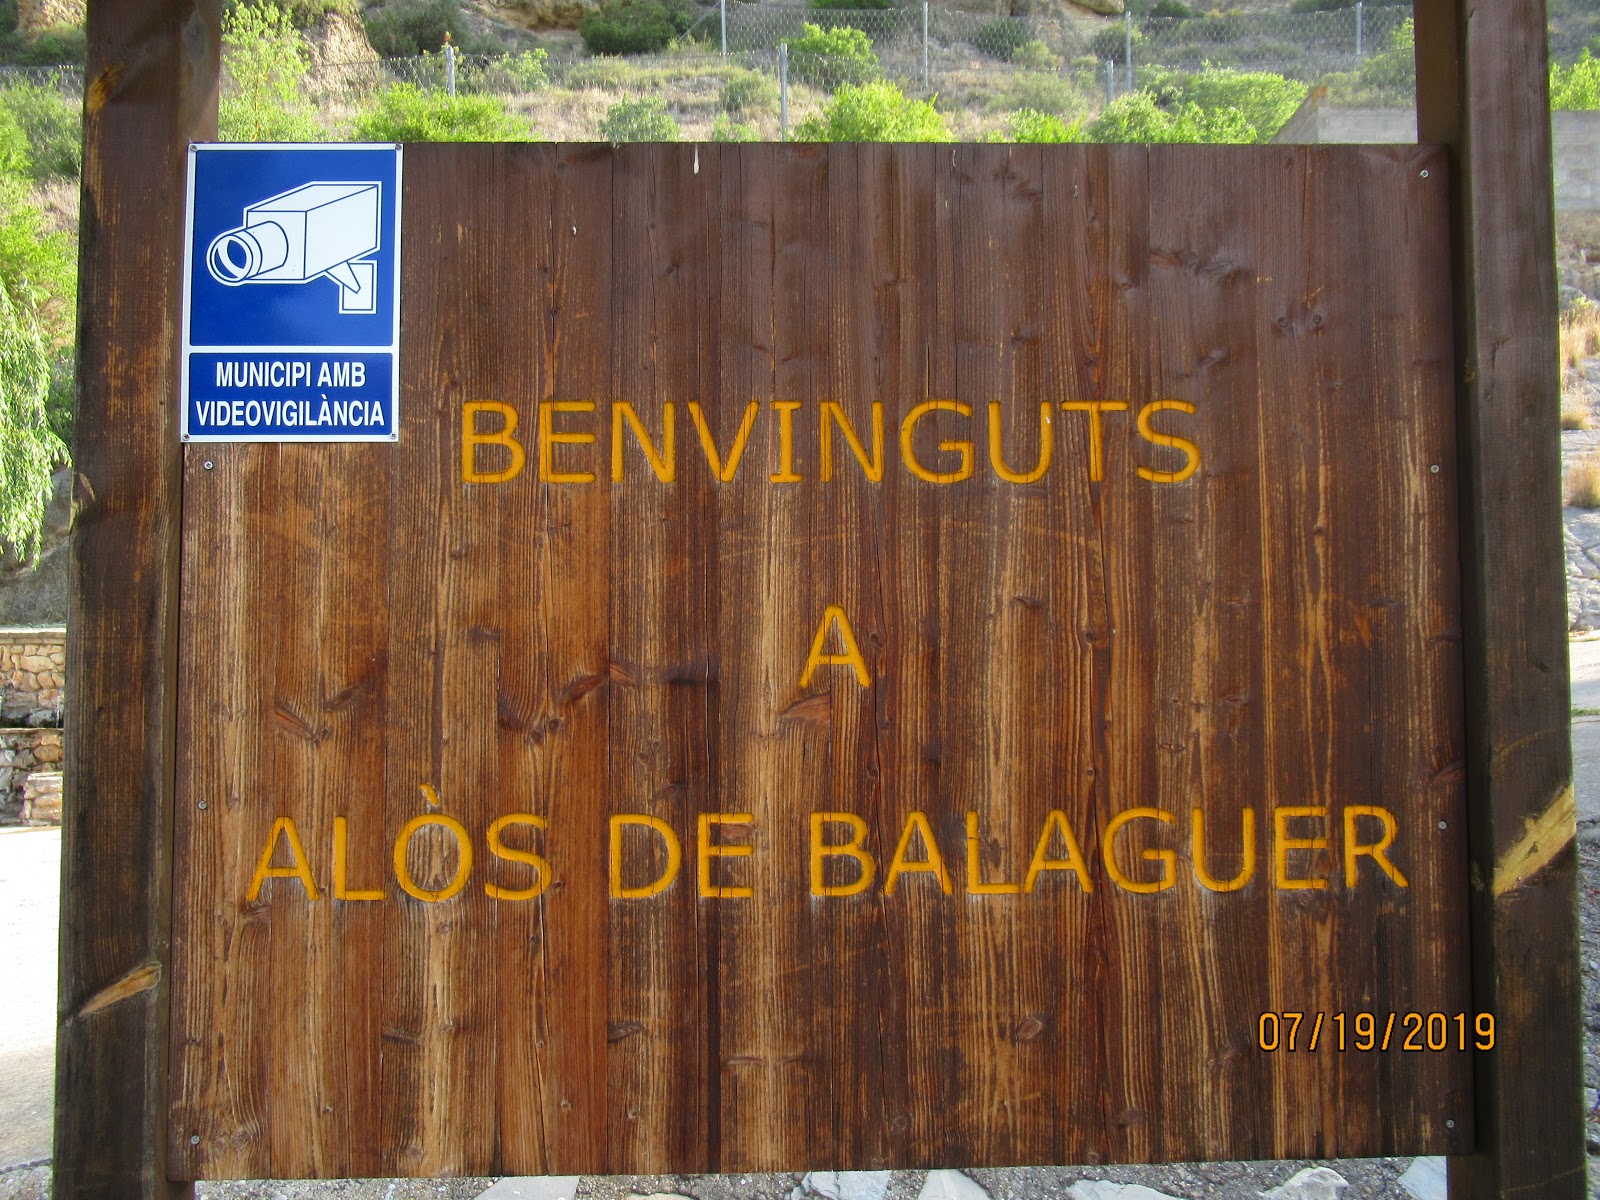 MUNICIPI AMB
VIDEOVIGILÀNCIA
BENVINGUTS
A
ALÒS DE BALAGUER
07/19/2019